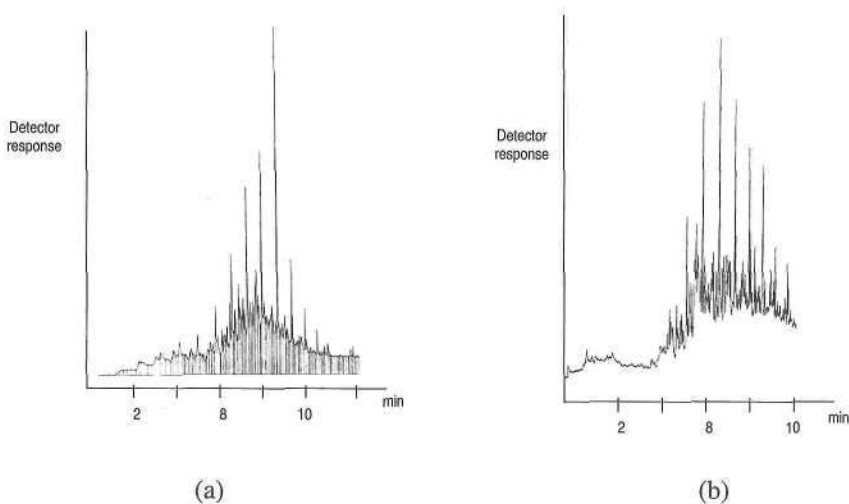 Detector
response
2
8
10
min
(a)
Detector
response
2
8
10
min
(b)